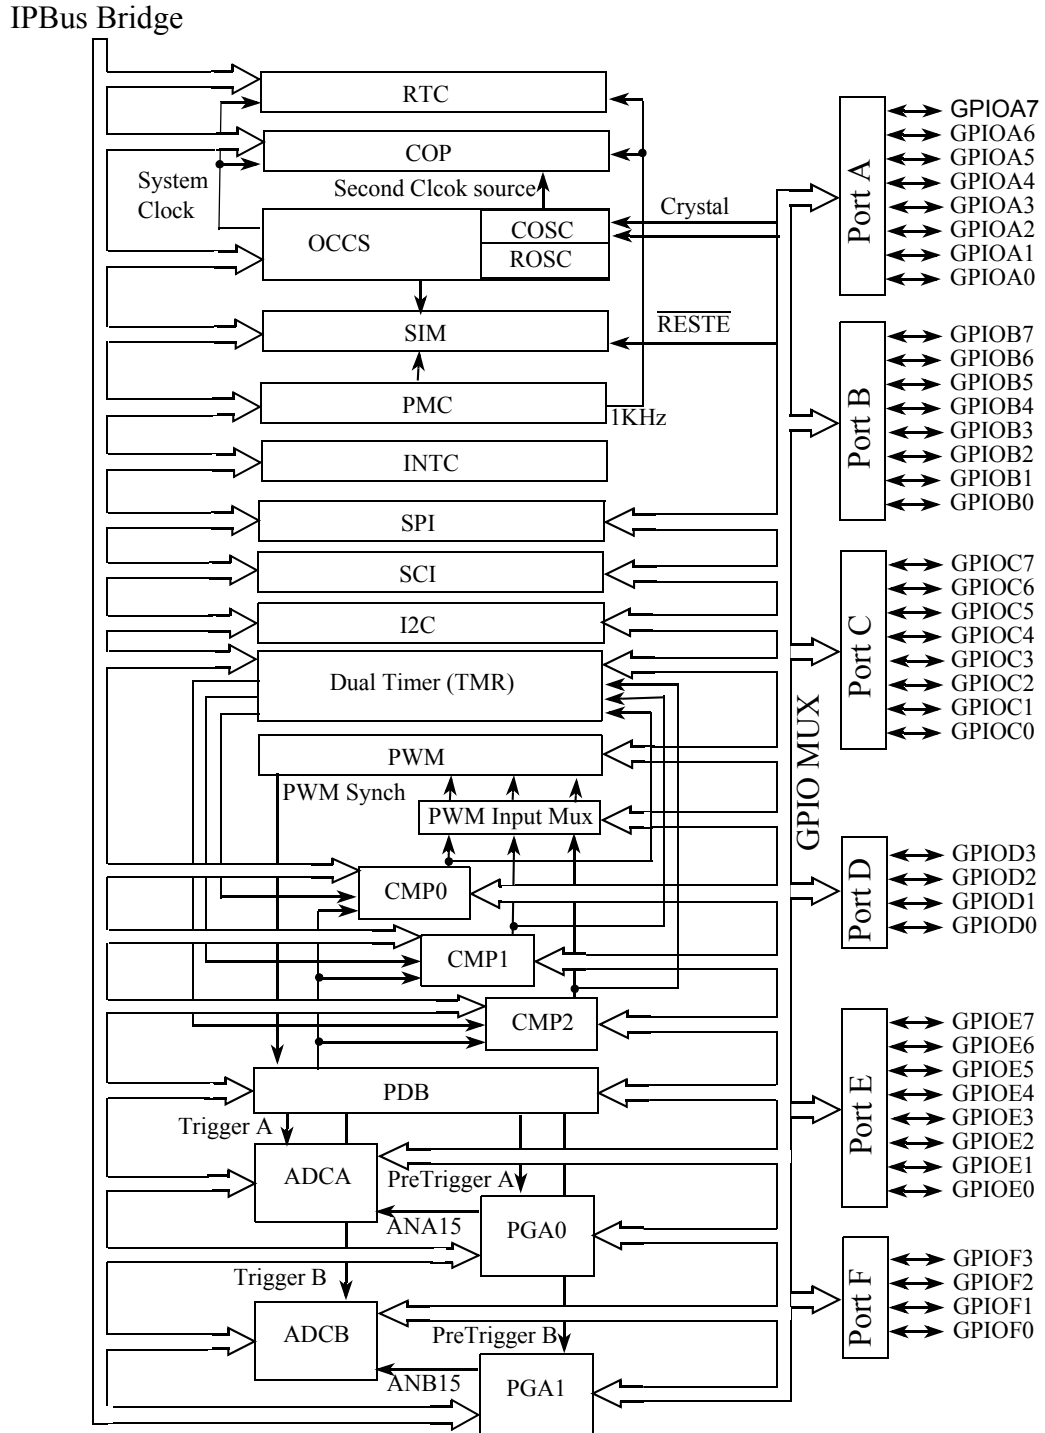 IPBus Bridge
RTC
COP
System
Clock
Second Clcok source
OCCS
COSC
ROSC
Crystal
SIM
RESTE
PMC
1KHz
INTC
SPI
SCI
I2C
Dual Timer (TMR)
PWM
PWM Synch
PWM Input Mux
CMP0
CMP1
CMP2
PDB
Trigger A
ADCA
PreTrigger A
ANA15
PGA0
Trigger B
ADCB
PreTrigger B
ANB15
PGA1
GPIO MUX
Port A
GPIOA7
GPIOA6
GPIOA5
GPIOA4
GPIOA3
GPIOA2
GPIOA1
GPIOA0
Port B
GPIOB7
GPIOB6
GPIOB5
GPIOB4
GPIOB3
GPIOB2
GPIOB1
GPIOB0
Port C
GPIOC7
GPIOC6
GPIOC5
GPIOC4
GPIOC3
GPIOC2
GPIOC1
GPIOC0
Port D
GPIOD3
GPIOD2
GPIOD1
GPIOD0
Port E
GPIOE7
GPIOE6
GPIOE5
GPIOE4
GPIOE3
GPIOE2
GPIOE1
GPIOE0
Port F
GPIOF3
GPIOF2
GPIOF1
GPIOF0